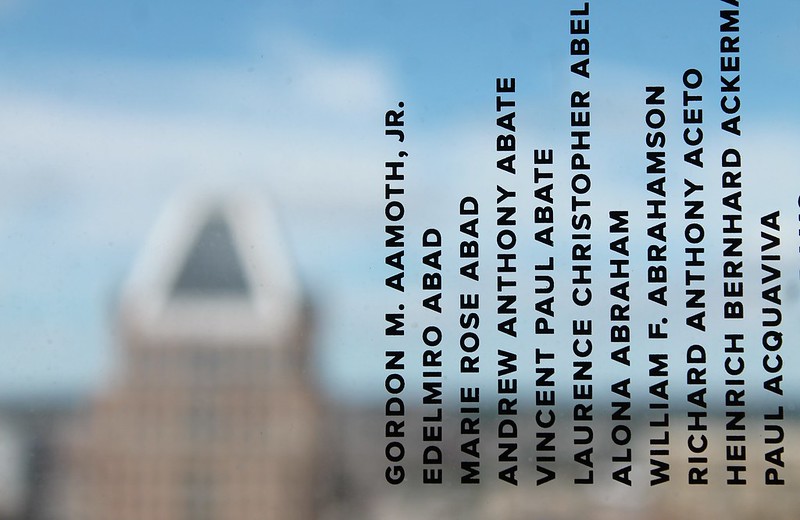 GORDON M. AAMOTH, JR.
EDELMIRO ABAD
MARIE ROSE ABAD
ANDREW ANTHONY ABATE
VINCENT PAUL ABATE
LAURENCE CHRISTOPHER ABEL
ALONA ABRAHAM
WILLIAM F. ABRAHAMSON
RICHARD ANTHONY ACETO
HEINRICH BERNHARD ACKERMA
PAUL ACQUAVIVA